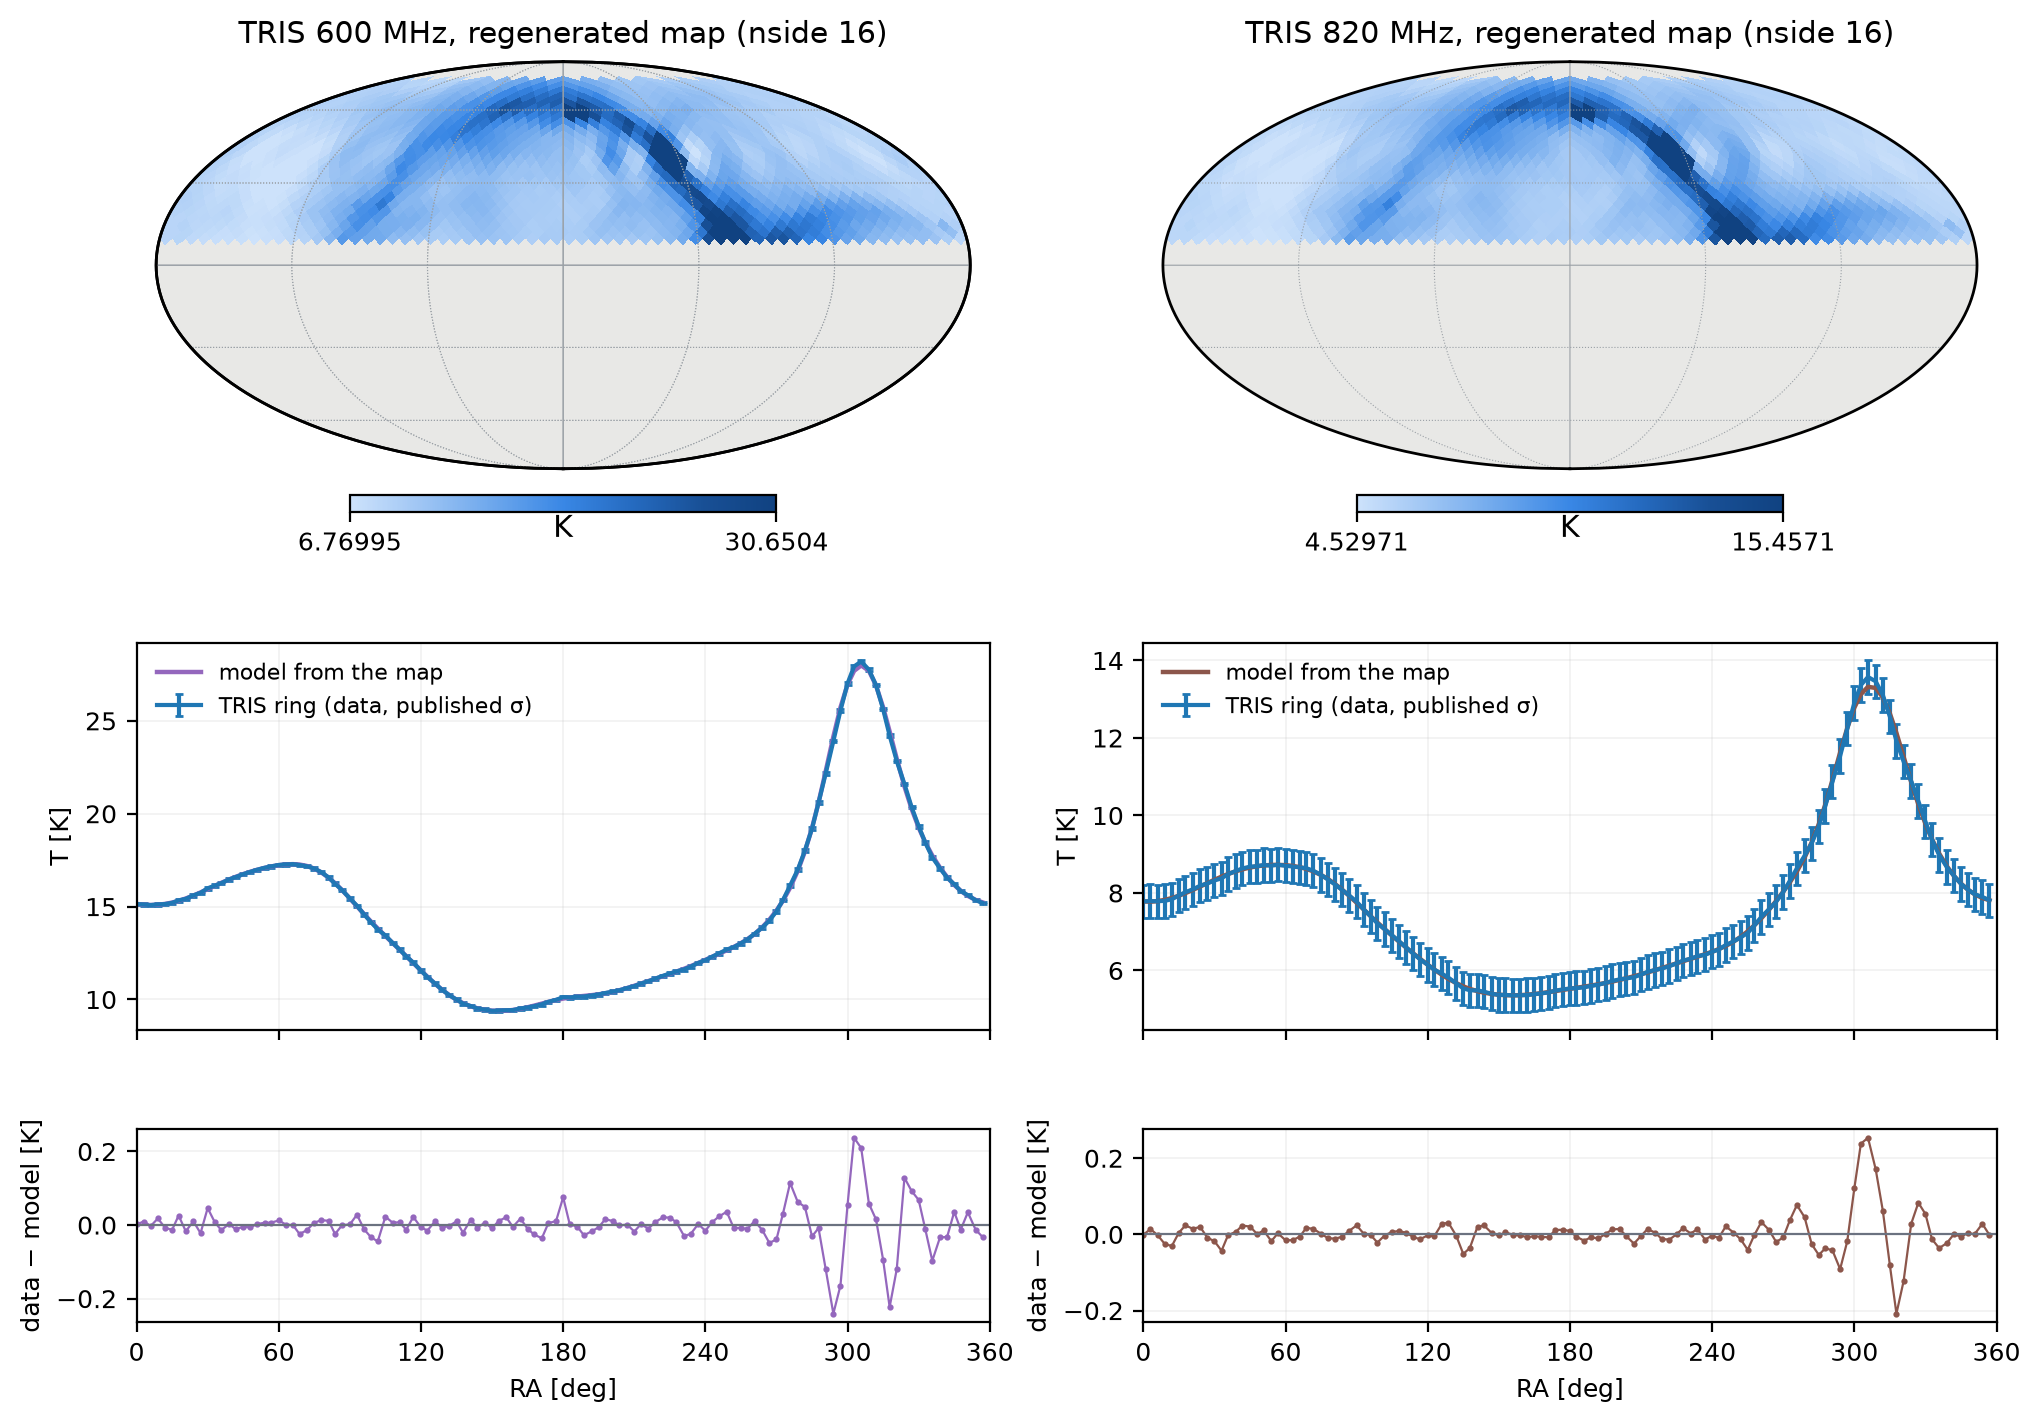 TRIS 600 MHz, regenerated map (nside 16)
K
6.76995
30.6504
TRIS 820 MHz, regenerated map (nside 16)
K
4.52971
15.4571
model from the map
TRIS ring (data, published σ)
T [K]
25
20
15
10
model from the map
TRIS ring (data, published σ)
T [K]
14
12
10
8
6
data − model [K]
0.2
0.0
−0.2
0
60
120
180
240
300
360
RA [deg]
data − model [K]
0.2
0.0
−0.2
0
60
120
180
240
300
360
RA [deg]